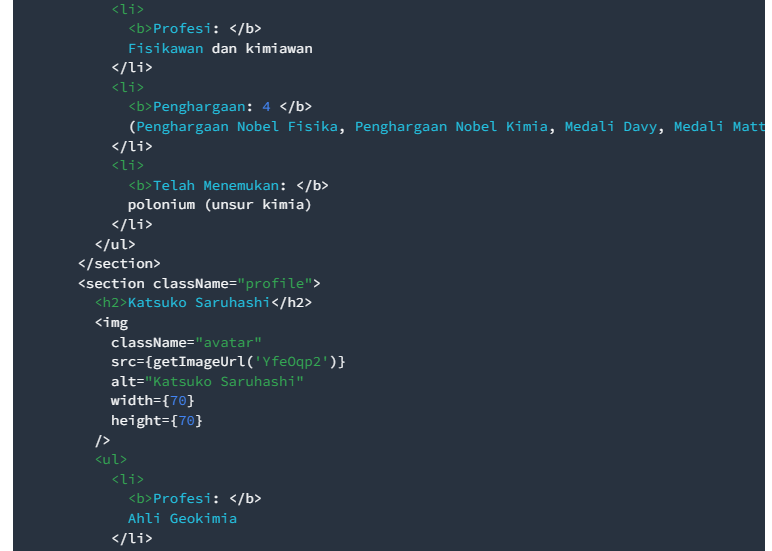 <li>
<b>Profesi: </b>
Fisikawan dan kimiawan
</li>
<li>
<b>Penghargaan: 4 </b>
(Penghargaan Nobel Fisika, Penghargaan Nobel Kimia, Medali Davy, Medali Matt
</li>
<li>
<b>Telah Menemukan: </b>
polonium (unsur kimia)
</li>
</ul>
</section>
<section className="profile">
<h2>Katsuko Saruhashi</h2>
<img
className="avatar"
src={getImageUrl('YfeOqp2')}
alt="Katsuko Saruhashi"
width={70}
height={70}
/>
<ul>
<li>
<b>Profesi: </b>
Ahli Geokimia
</li>